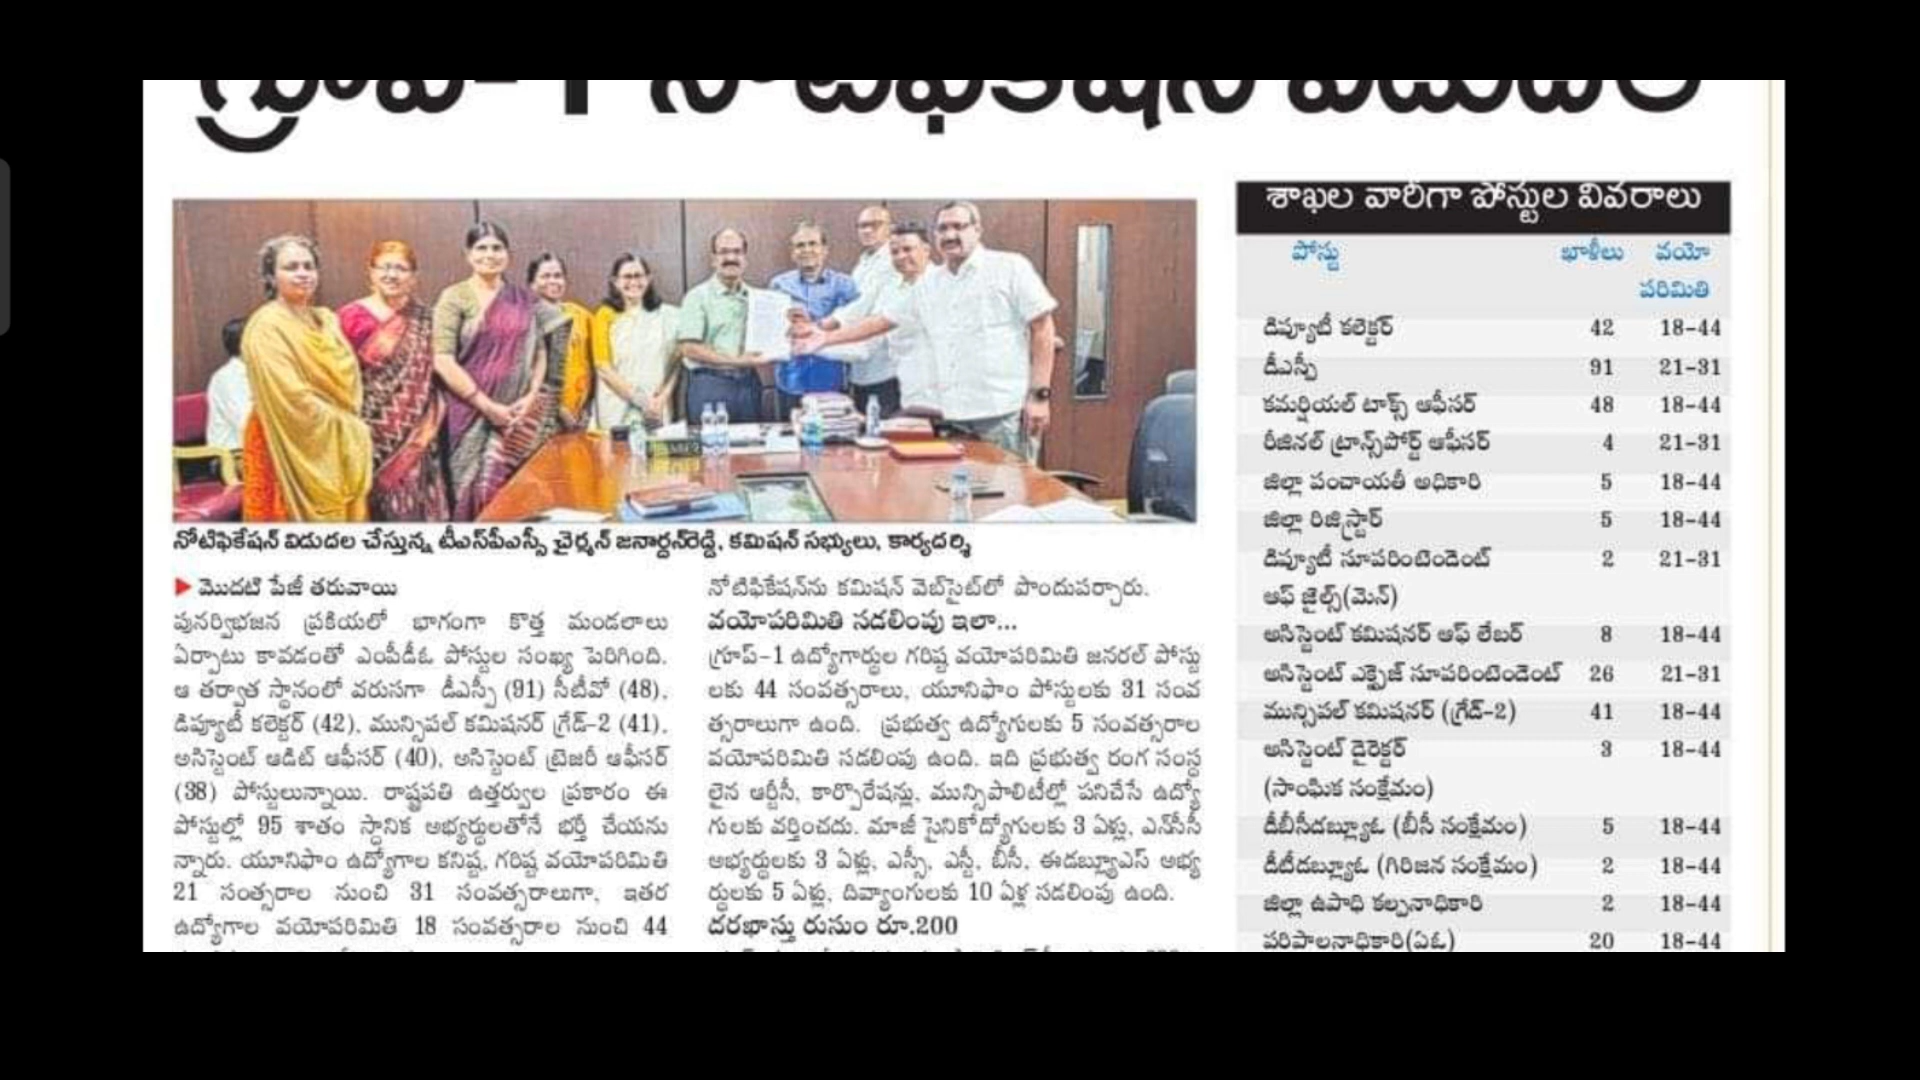 గ్రూప్-1 నోటిఫికేషన్ విడుదల
నోటిఫికేషన్ విడుదల చేస్తున్న టీఎస్‌పీఎస్సీ చైర్మన్ జనార్దన్‌రెడ్డి, కమిషన్ సభ్యులు, కార్యదర్శి
మొదటి పేజీ తరువాయి
పునర్విభజన ప్రకియలో భాగంగా కొత్త మండలాలు
ఏర్పాటు కావడంతో ఎంపీడీఓ పోస్టుల సంఖ్య పెరిగింది.
ఆ తర్వాత స్థానంలో వరుసగా డీఎస్పీ (91) సీటీవో (48),
డిప్యూటీ కలెక్టర్ (42), మున్సిపల్ కమిషనర్ గ్రేడ్-2 (41),
అసిస్టెంట్ ఆడిట్ ఆఫీసర్ (40), అసిస్టెంట్ ట్రెజరీ ఆఫీసర్
(38) పోస్టులున్నాయి. రాష్ట్రపతి ఉత్తర్వుల ప్రకారం ఈ
పోస్టుల్లో 95 శాతం స్థానిక అభ్యర్థులతోనే భర్తీ చేయను
న్నారు. యూనిఫాం ఉద్యోగాల కనిష్ట, గరిష్ట వయోపరిమితి
21 సంత్సరాల నుంచి 31 సంవత్సరాలుగా, ఇతర
ఉద్యోగాల వయోపరిమితి 18 సంవత్సరాల నుంచి 44
నోటిఫికేషన్‌ను కమిషన్ వెబ్‌సైట్‌లో పొందుపర్చారు.
వయోపరిమితి సడలింపు ఇలా...
గ్రూప్-1 ఉద్యోగార్థుల గరిష్ట వయోపరిమితి జనరల్ పోస్టు
లకు 44 సంవత్సరాలు, యూనిఫాం పోస్టులకు 31 సంవ
త్సరాలుగా ఉంది. ప్రభుత్వ ఉద్యోగులకు 5 సంవత్సరాల
వయోపరిమితి సడలింపు ఉంది. ఇది ప్రభుత్వ రంగ సంస్థ
లైన ఆర్టీసీ, కార్పొరేషన్లు, మున్సిపాలిటీల్లో పనిచేసే ఉద్యో
గులకు వర్తించదు. మాజీ సైనికోద్యోగులకు 3 ఏళ్లు, ఎన్‌సీసీ
అభ్యర్థులకు 3 ఏళ్లు, ఎస్సీ, ఎస్టీ, బీసీ, ఈడబ్ల్యూఎస్ అభ్య
ర్థులకు 5 ఏళ్లు, దివ్యాంగులకు 10 ఏళ్ల సడలింపు ఉంది.
దరఖాస్తు రుసుం రూ.200
శాఖల వారీగా పోస్టుల వివరాలు
పోస్టు ఖాళీలు వయో
పరిమితి
డిప్యూటీ కలెక్టర్ 42 18-44
డీఎస్పీ 91 21-31
కమర్షియల్ టాక్స్ ఆఫీసర్ 48 18-44
రీజినల్ ట్రాన్స్‌పోర్ట్ ఆఫీసర్ 4 21-31
జిల్లా పంచాయతీ అధికారి 5 18-44
జిల్లా రిజిస్ట్రార్ 5 18-44
డిప్యూటీ సూపరింటెండెంట్ 2 21-31
ఆఫ్ జైల్స్(మెన్)
అసిస్టెంట్ కమిషనర్ ఆఫ్ లేబర్ 8 18-44
అసిస్టెంట్ ఎక్సైజ్ సూపరింటెండెంట్ 26 21-31
మున్సిపల్ కమిషనర్ (గ్రేడ్-2) 41 18-44
అసిస్టెంట్ డైరెక్టర్ 3 18-44
(సాంఘిక సంక్షేమం)
డీబీసీడబ్ల్యూఓ (బీసీ సంక్షేమం) 5 18-44
డీటీడబ్ల్యూఓ (గిరిజన సంక్షేమం) 2 18-44
జిల్లా ఉపాధి కల్పనాధికారి 2 18-44
పరిపాలనాధికారి(ఏఓ) 20 18-44